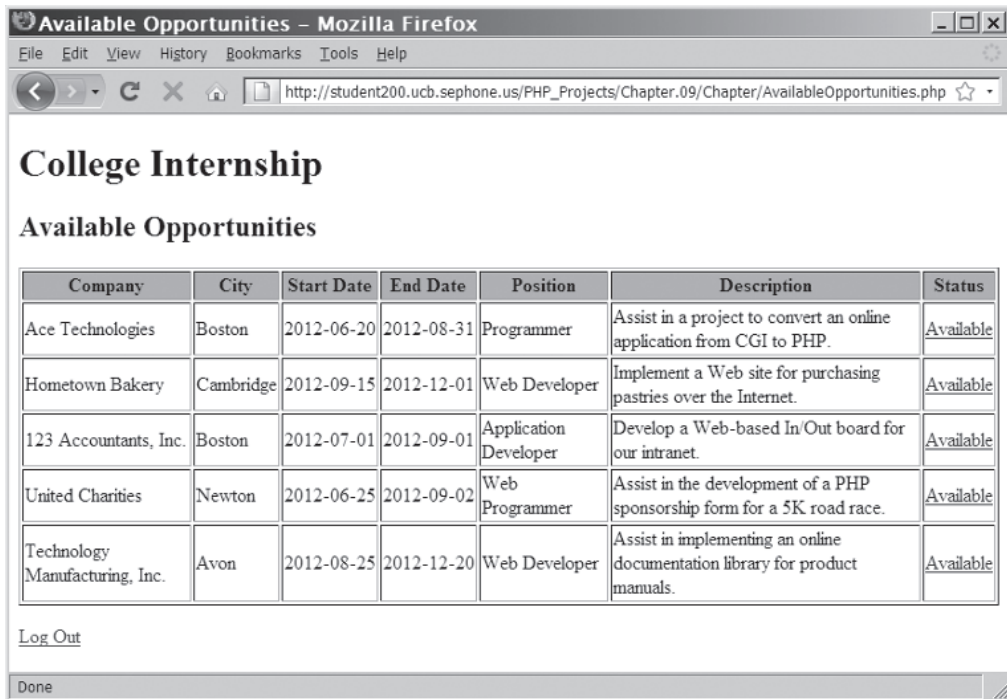 Available Opportunities – Mozilla Firefox
File Edit View History Bookmarks Tools Help
http://student200.ucb.sephone.us/PHP_Projects/Chapter.09/Chapter/AvailableOpportunities.php
College Internship
Available Opportunities
Company City Start Date End Date Position Description Status
Ace Technologies Boston 2012-06-20 2012-08-31 Programmer Assist in a project to convert an online
application from CGI to PHP. Available
Hometown Bakery Cambridge 2012-09-15 2012-12-01 Web Developer Implement a Web site for purchasing
pastries over the Internet. Available
123 Accountants, Inc. Boston 2012-07-01 2012-09-01 Application
Developer Develop a Web-based In/Out board for
our intranet. Available
United Charities Newton 2012-06-25 2012-09-02 Web
Programmer Assist in the development of a PHP
sponsorship form for a 5K road race. Available
Technology
Manufacturing, Inc. Avon 2012-08-25 2012-12-20 Web Developer Assist in implementing an online
documentation library for product
manuals. Available
Log Out
Done